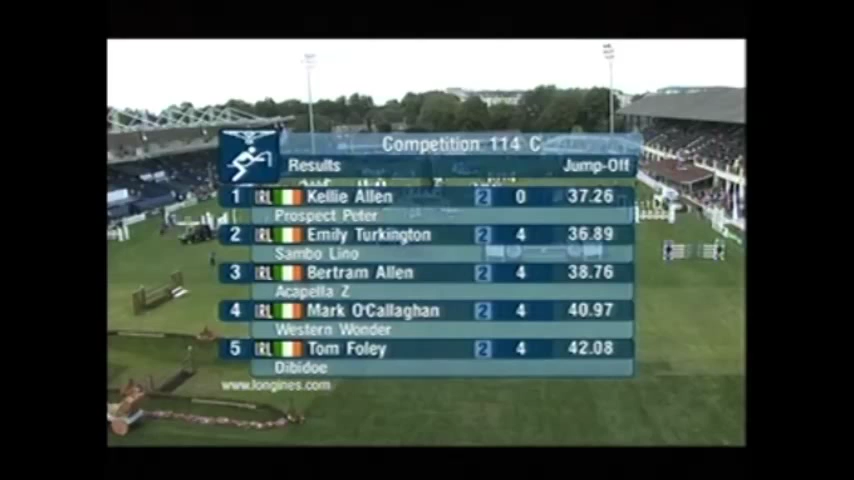 Competition 114 C
Results Jump-Off
1 IRL Kellie Allen 2 0 37.26
Prospect Peter
2 IRL Emily Turkington 2 4 36.89
Sambo Lino
3 IRL Bertram Allen 2 4 38.76
Acapella Z
4 IRL Mark O'Callaghan 2 4 40.97
Western Wonder
5 IRL Tom Foley 2 4 42.08
Dibidoe
www.longines.com